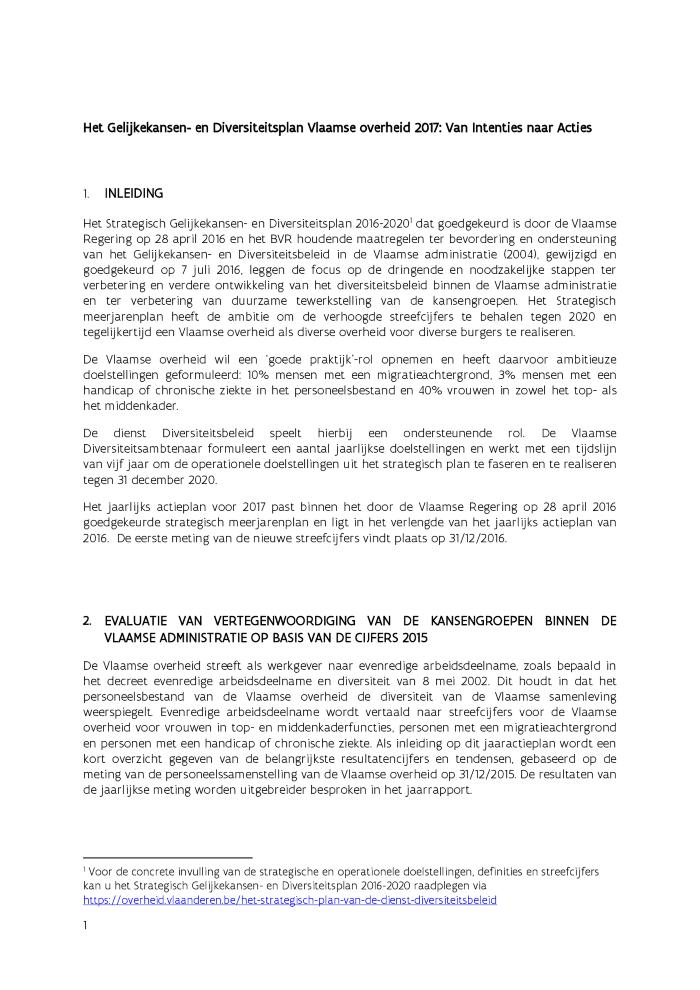 Het Gelijkekansen- en Diversiteitsplan Vlaamse overheid 2017: Van Intenties naar Acties
1. INLEIDING
Het Strategisch Gelijkekansen- en Diversiteitsplan 2016-2020¹ dat goedgekeurd is door de Vlaamse
Regering op 28 april 2016 en het BVR houdende maatregelen ter bevordering en ondersteuning
van het Gelijkekansen- en Diversiteitsbeleid in de Vlaamse administratie (2004), gewijzigd en
goedgekeurd op 7 juli 2016, leggen de focus op de dringende en noodzakelijke stappen ter
verbetering en verdere ontwikkeling van het diversiteitsbeleid binnen de Vlaamse administratie
en ter verbetering van duurzame tewerkstelling van de kansengroepen. Het Strategisch
meerjarenplan heeft de ambitie om de verhoogde streefcijfers te behalen tegen 2020 en
tegelijkertijd een Vlaamse overheid als diverse overheid voor diverse burgers te realiseren.
De Vlaamse overheid wil een 'goede praktijk'-rol opnemen en heeft daarvoor ambitieuze
doelstellingen geformuleerd: 10% mensen met een migratieachtergrond, 3% mensen met een
handicap of chronische ziekte in het personeelsbestand en 40% vrouwen in zowel het top- als
het middenkader.
De dienst Diversiteitsbeleid speelt hierbij een ondersteunende rol. De Vlaamse
Diversiteitsambtenaar formuleert een aantal jaarlijkse doelstellingen en werkt met een tijdslijn
van vijf jaar om de operationele doelstellingen uit het strategisch plan te faseren en te realiseren
tegen 31 december 2020.
Het jaarlijks actieplan voor 2017 past binnen het door de Vlaamse Regering op 28 april 2016
goedgekeurde strategisch meerjarenplan en ligt in het verlengde van het jaarlijks actieplan van
2016. De eerste meting van de nieuwe streefcijfers vindt plaats op 31/12/2016.
2. EVALUATIE VAN VERTEGENWOORDIGING VAN DE KANSENGROEPEN BINNEN DE
VLAAMSE ADMINISTRATIE OP BASIS VAN DE CIJFERS 2015
De Vlaamse overheid streeft als werkgever naar evenredige arbeidsdeelname, zoals bepaald in
het decreet evenredige arbeidsdeelname en diversiteit van 8 mei 2002. Dit houdt in dat het
personeelsbestand van de Vlaamse overheid de diversiteit van de Vlaamse samenleving
weerspiegelt. Evenredige arbeidsdeelname wordt vertaald naar streefcijfers voor de Vlaamse
overheid voor vrouwen in top- en middenkaderfuncties, personen met een migratieachtergrond
en personen met een handicap of chronische ziekte. Als inleiding op dit jaaractieplan wordt een
kort overzicht gegeven van de belangrijkste resultatencijfers en tendensen, gebaseerd op de
meting van de personeelssamenstelling van de Vlaamse overheid op 31/12/2015. De resultaten van
de jaarlijkse meting worden uitgebreider besproken in het jaarrapport.
¹ Voor de concrete invulling van de strategische en operationele doelstellingen, definities en streefcijfers
kan u het Strategisch Gelijkekansen- en Diversiteitsplan 2016-2020 raadplegen via
https://overheid.vlaanderen.be/het-strategisch-plan-van-de-dienst-diversiteitsbeleid
1